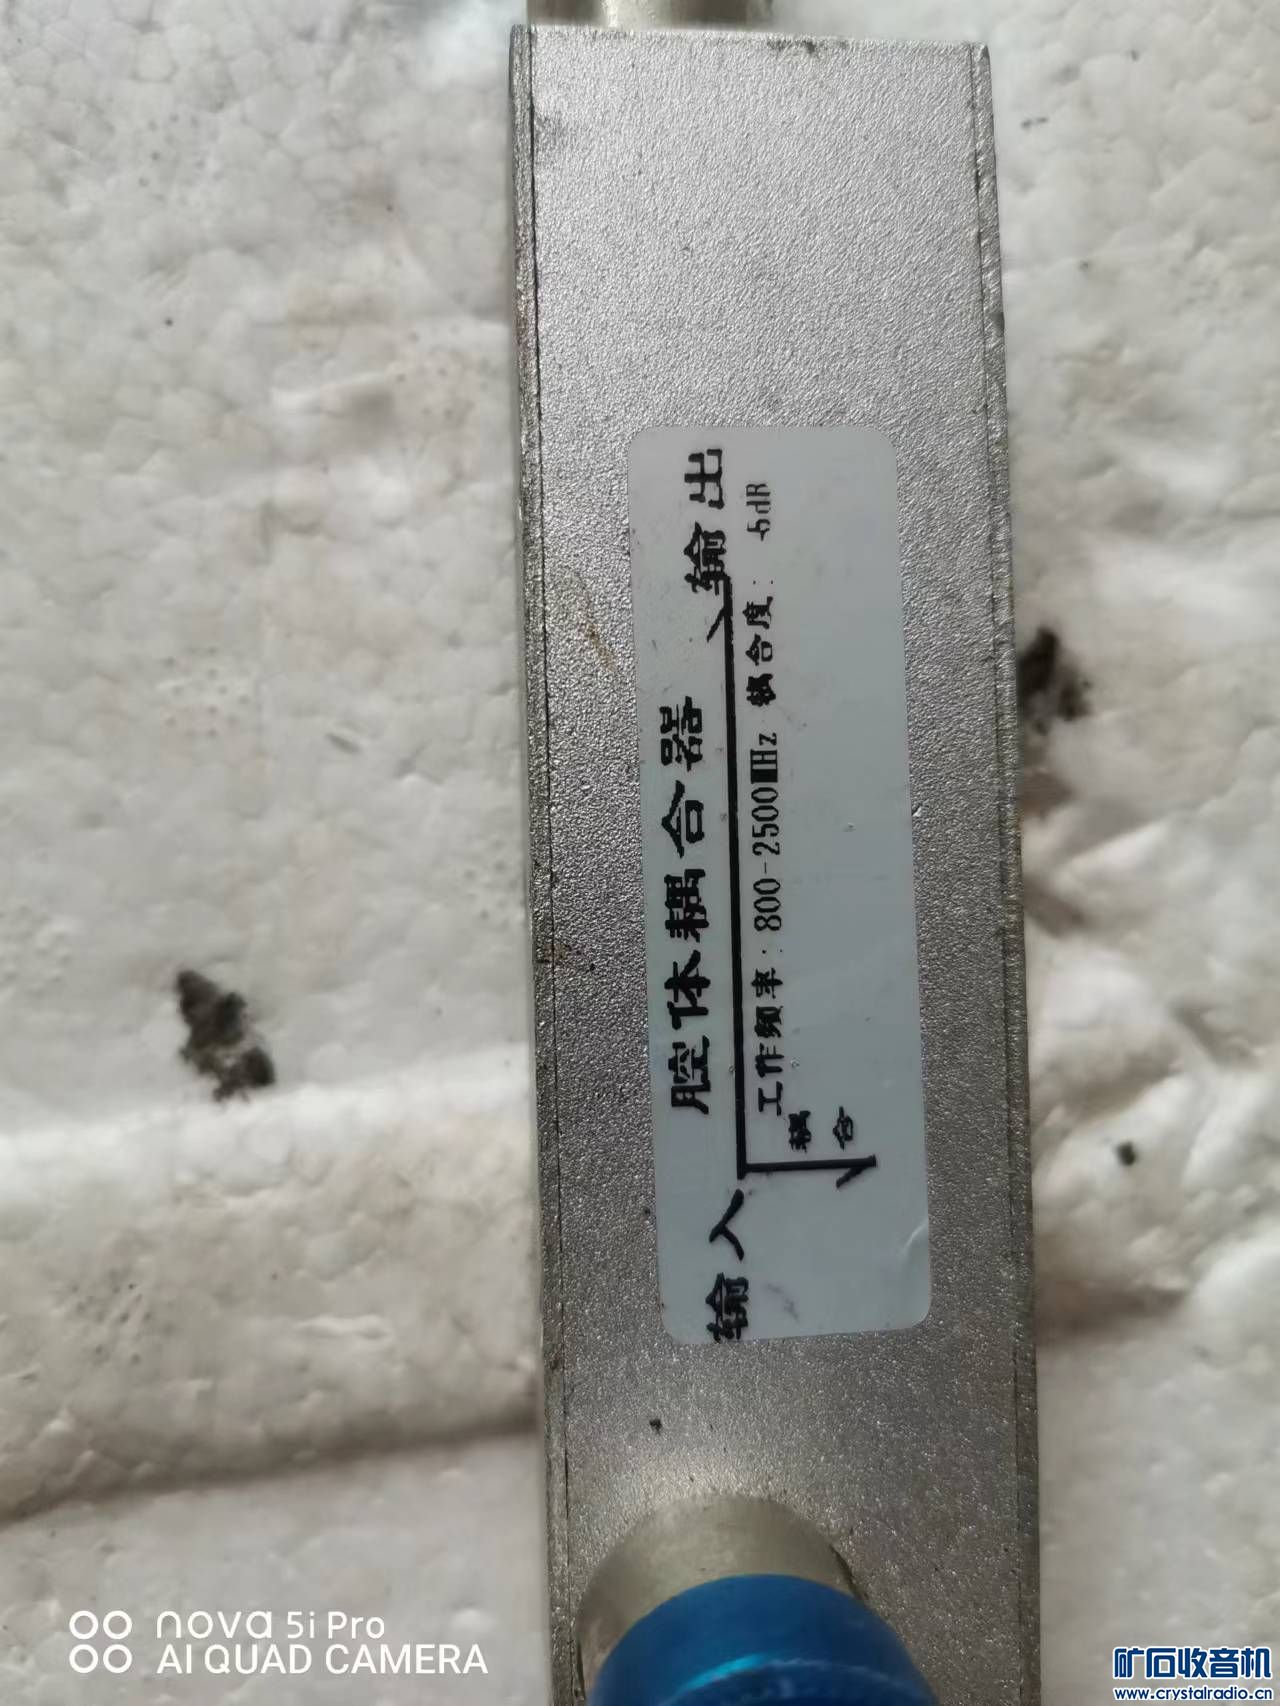 腔体耦合器
输入
输出
工作频率:800-2500MHz 耦合度:
耦合
nova 5i Pro
AI QUAD CAMERA
矿石收音机
www.crystalradio.cn